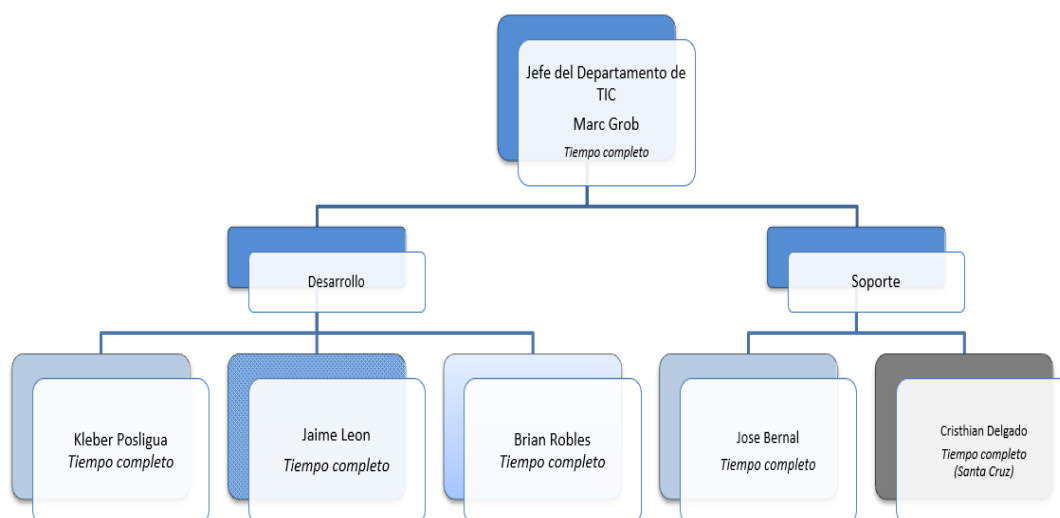 Jefe del Departamento de
TIC
Marc Grob
Tiempo completo
Desarrollo
Soporte
Kleber Posligua
Tiempo completo
Jaime Leon
Tiempo completo
Brian Robles
Tiempo completo
Jose Bernal
Tiempo completo
Cristhian Delgado
Tiempo completo
(Santa Cruz)